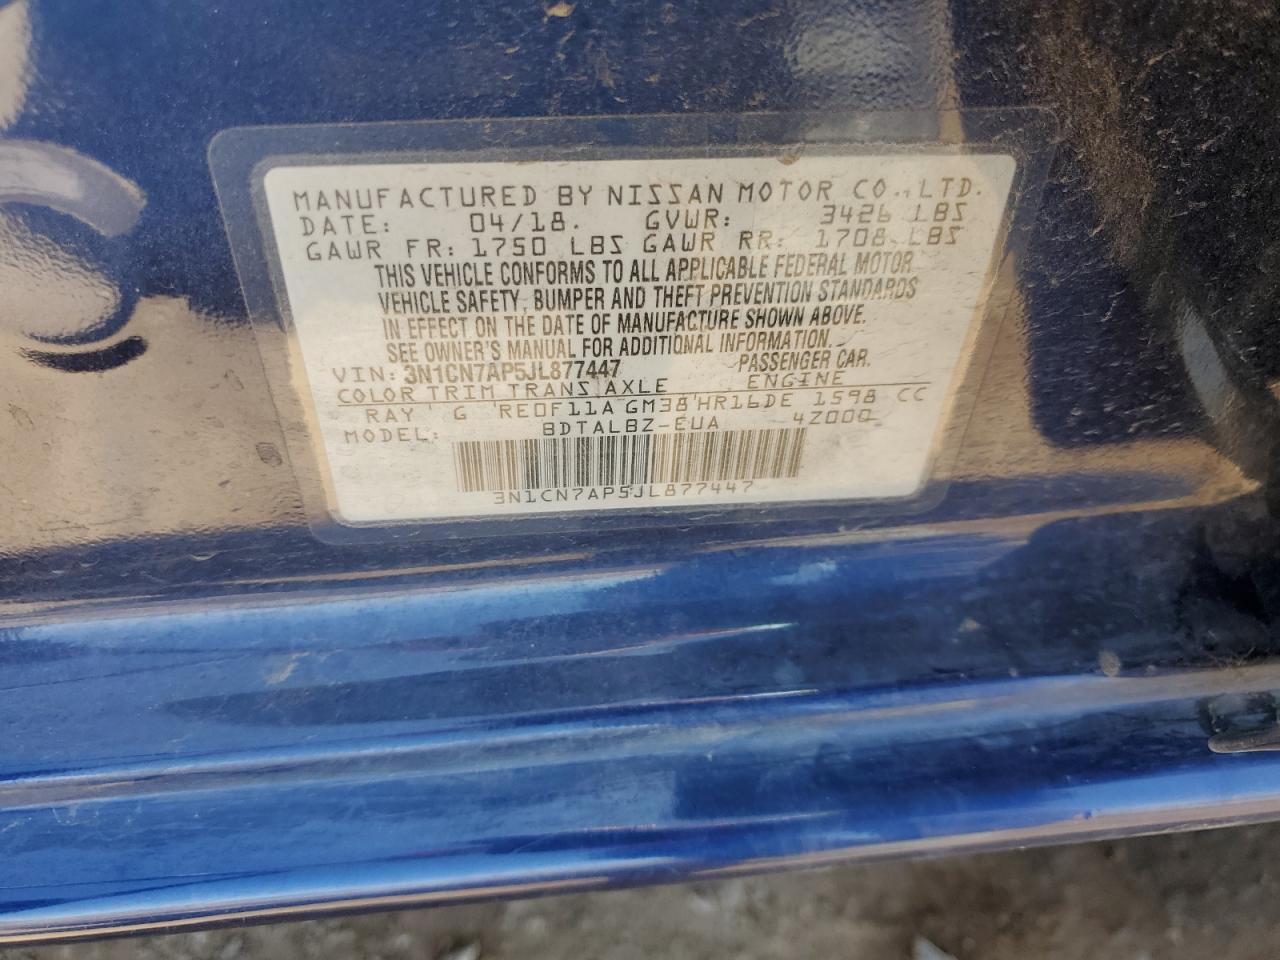 MANUFACTURED BY NISSAN MOTOR CO., LTD.
DATE: 04/18. GVWR: 3426 LBS
GAWR FR: 1750 LBS GAWR RR: 1708 LBS
THIS VEHICLE CONFORMS TO ALL APPLICABLE FEDERAL MOTOR
VEHICLE SAFETY, BUMPER AND THEFT PREVENTION STANDARDS
IN EFFECT ON THE DATE OF MANUFACTURE SHOWN ABOVE.
SEE OWNER'S MANUAL FOR ADDITIONAL INFORMATION.
VIN: 3N1CN7AP5JL877447 PASSENGER CAR.
COLOR TRIM TRANS AXLE ENGINE
RAY G RE0F11A GM38 HR16DE 1598 CC
MODEL: BDTALBZ-EUA 4Z000
3N1CN7AP5JL877447